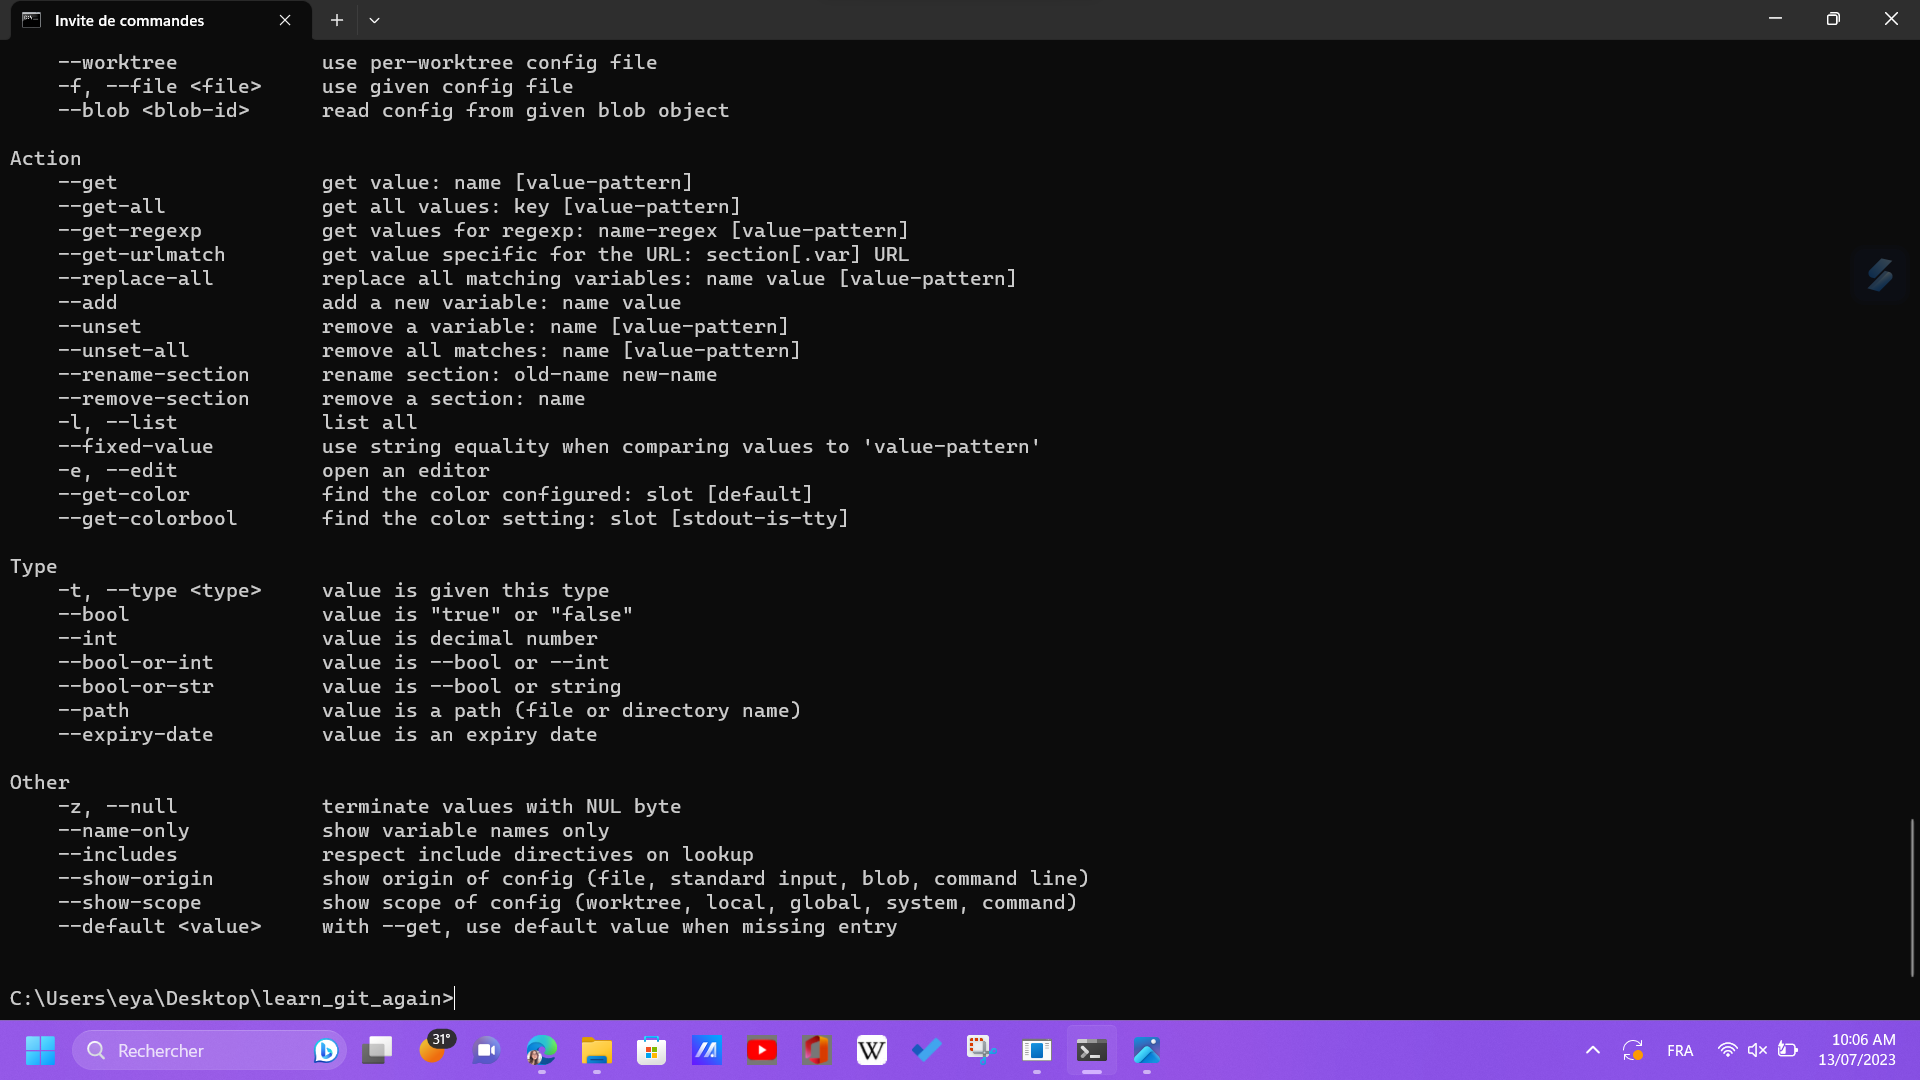 Invite de commandes
--worktree use per-worktree config file
-f, --file <file> use given config file
--blob <blob-id> read config from given blob object
Action
--get get value: name [value-pattern]
--get-all get all values: key [value-pattern]
--get-regexp get values for regexp: name-regex [value-pattern]
--get-urlmatch get value specific for the URL: section[.var] URL
--replace-all replace all matching variables: name value [value-pattern]
--add add a new variable: name value
--unset remove a variable: name [value-pattern]
--unset-all remove all matches: name [value-pattern]
--rename-section rename section: old-name new-name
--remove-section remove a section: name
-l, --list list all
--fixed-value use string equality when comparing values to 'value-pattern'
-e, --edit open an editor
--get-color find the color configured: slot [default]
--get-colorbool find the color setting: slot [stdout-is-tty]
Type
-t, --type <type> value is given this type
--bool value is "true" or "false"
--int value is decimal number
--bool-or-int value is --bool or --int
--bool-or-str value is --bool or string
--path value is a path (file or directory name)
--expiry-date value is an expiry date
Other
-z, --null terminate values with NUL byte
--name-only show variable names only
--includes respect include directives on lookup
--show-origin show origin of config (file, standard input, blob, command line)
--show-scope show scope of config (worktree, local, global, system, command)
--default <value> with --get, use default value when missing entry
C:\Users\eya\Desktop\learn_git_again>
Rechercher
31°
W
FRA
10:06 AM
13/07/2023